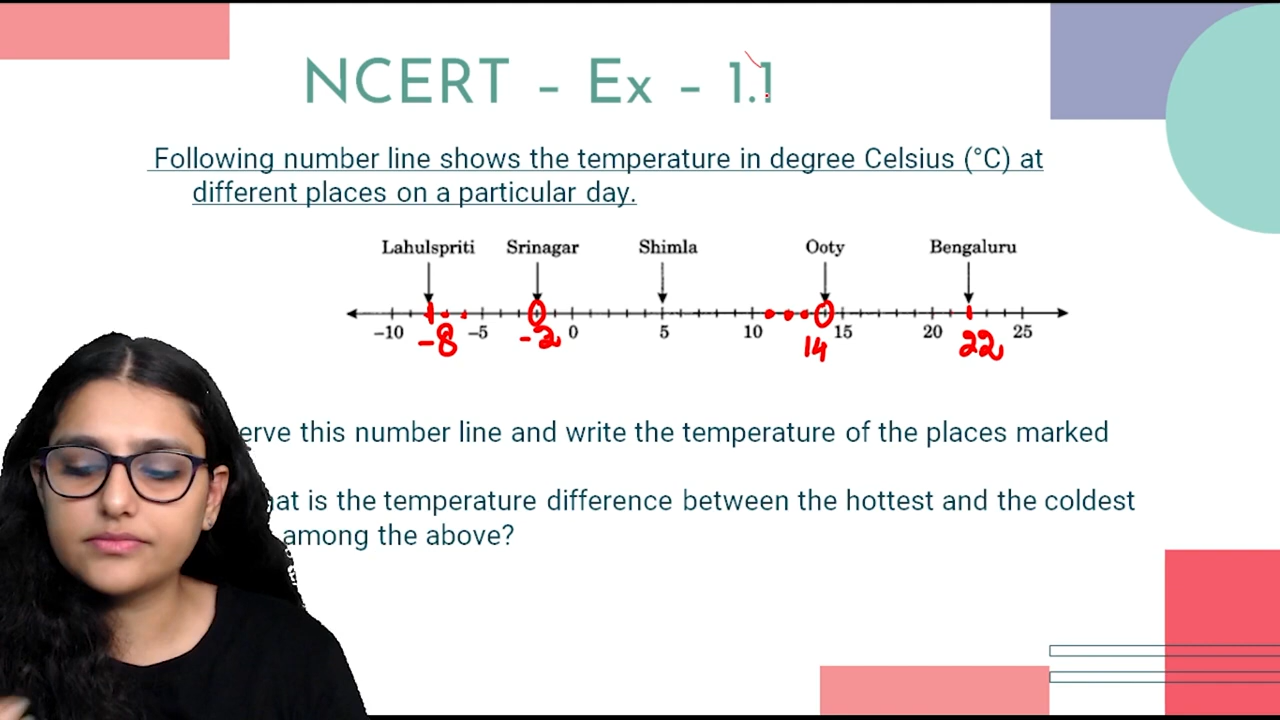 NCERT - Ex - 1.1
Following number line shows the temperature in degree Celsius (°C) at
different places on a particular day.
Lahulspriti Srinagar Shimla Ooty Bengaluru
-10 -5 0 5 10 15 20 25
-8 -2 14 22
this number line and write the temperature of the places marked
is the temperature difference between the hottest and the coldest
among the above?